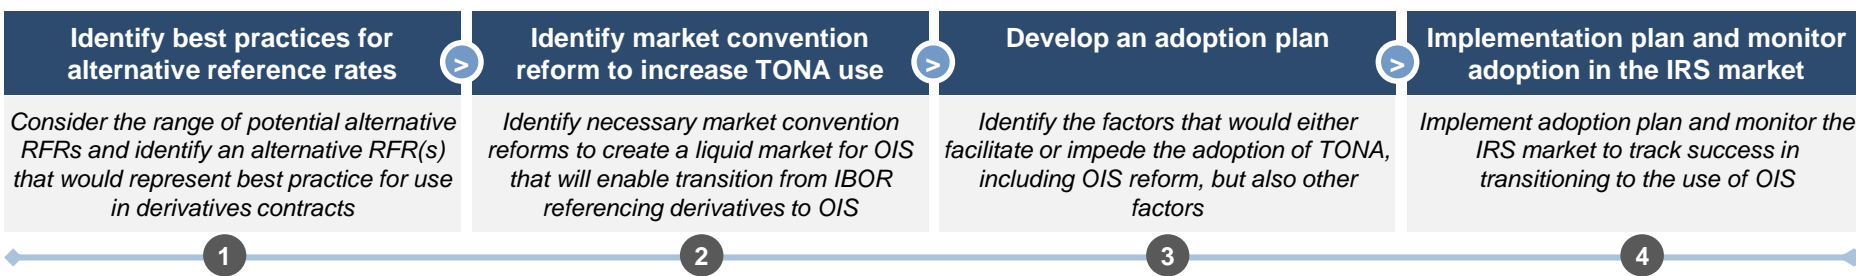 Identify best practices for
alternative reference rates
>
Identify market convention
reform to increase TONA use
>
Develop an adoption plan
>
Implementation plan and monitor
adoption in the IRS market
Consider the range of potential alternative
RFRs and identify an alternative RFR(s)
that would represent best practice for use
in derivatives contracts
Identify necessary market convention
reforms to create a liquid market for OIS
that will enable transition from IBOR
referencing derivatives to OIS
Identify the factors that would either
facilitate or impede the adoption of TONA,
including OIS reform, but also other
factors
Implement adoption plan and monitor the
IRS market to track success in
transitioning to the use of OIS
1
2
3
4